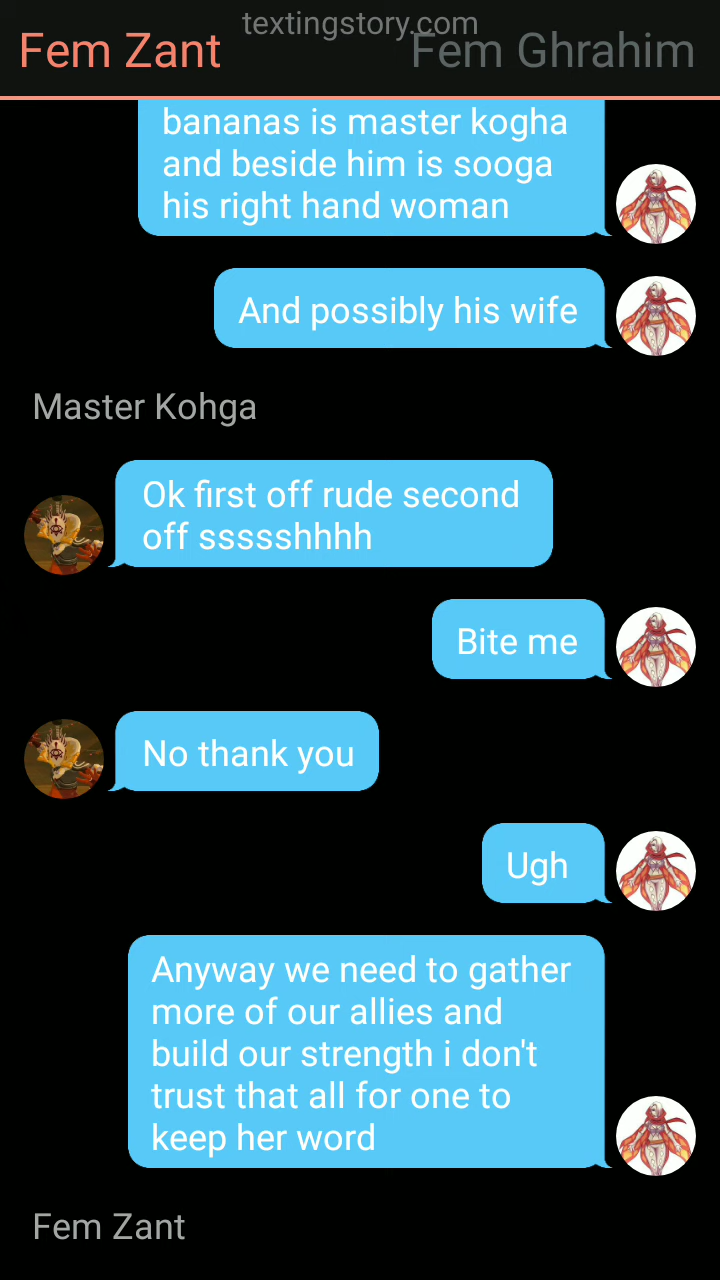 textingstory.com
Fem Zant
Fem Ghrahim
bananas is master kogha
and beside him is sooga
his right hand woman
And possibly his wife
Master Kohga
Ok first off rude second
off ssssshhhh
Bite me
No thank you
Ugh
Anyway we need to gather
more of our allies and
build our strength i don't
trust that all for one to
keep her word
Fem Zant